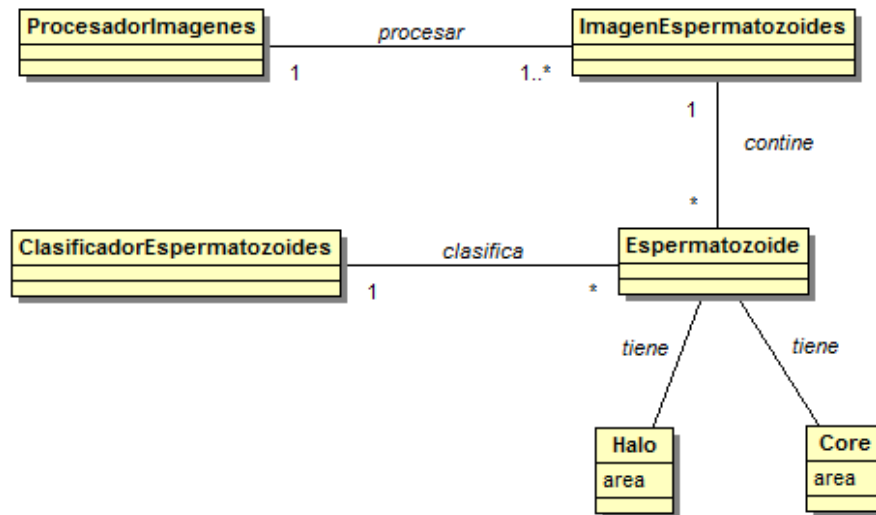 ProcesadorImagenes
procesar
ImagenEspermatozoides
1
1..*
1
contine
*
ClasificadorEspermatozoides
clasifica
Espermatozoide
1
*
tiene
tiene
Halo
area
Core
area